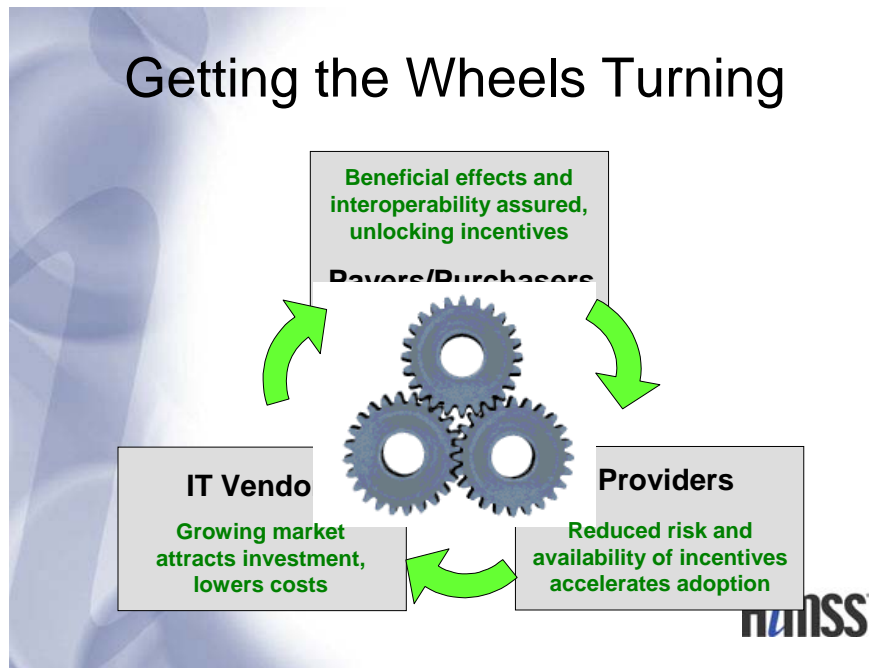 Getting the Wheels Turning
Beneficial effects and
interoperability assured,
unlocking incentives
Payers/Purchasers
IT Vendo
Growing market
attracts investment,
lowers costs
Providers
Reduced risk and
availability of incentives
accelerates adoption
HIMSS